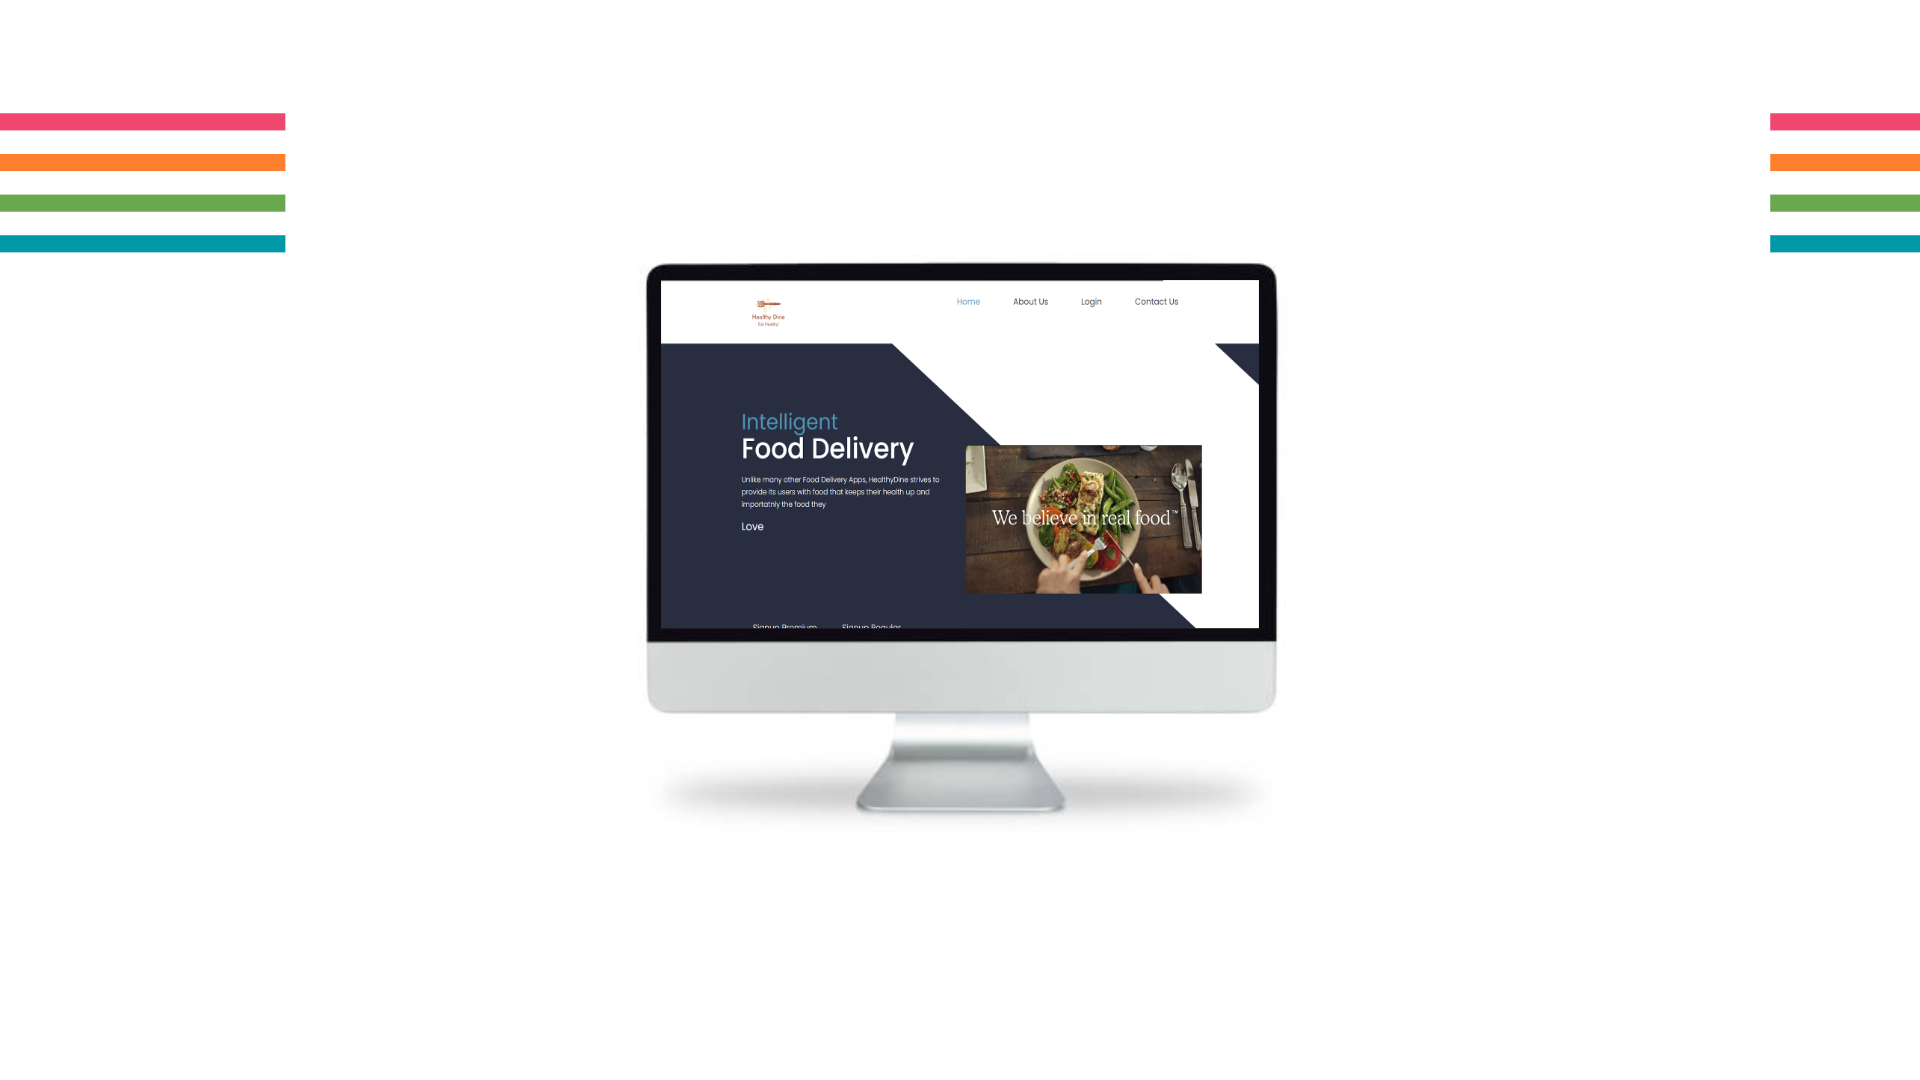 Healthy Dine
Eat Healthy!
Home
About Us
Login
Contact Us
Intelligent
Food Delivery
Unlike many other Food Delivery Apps, HealthyDine strives to
provide its users with food that keeps their health up and
importatnly the food they
Love
We believe in real food™
Signup Premium
Signup Regular